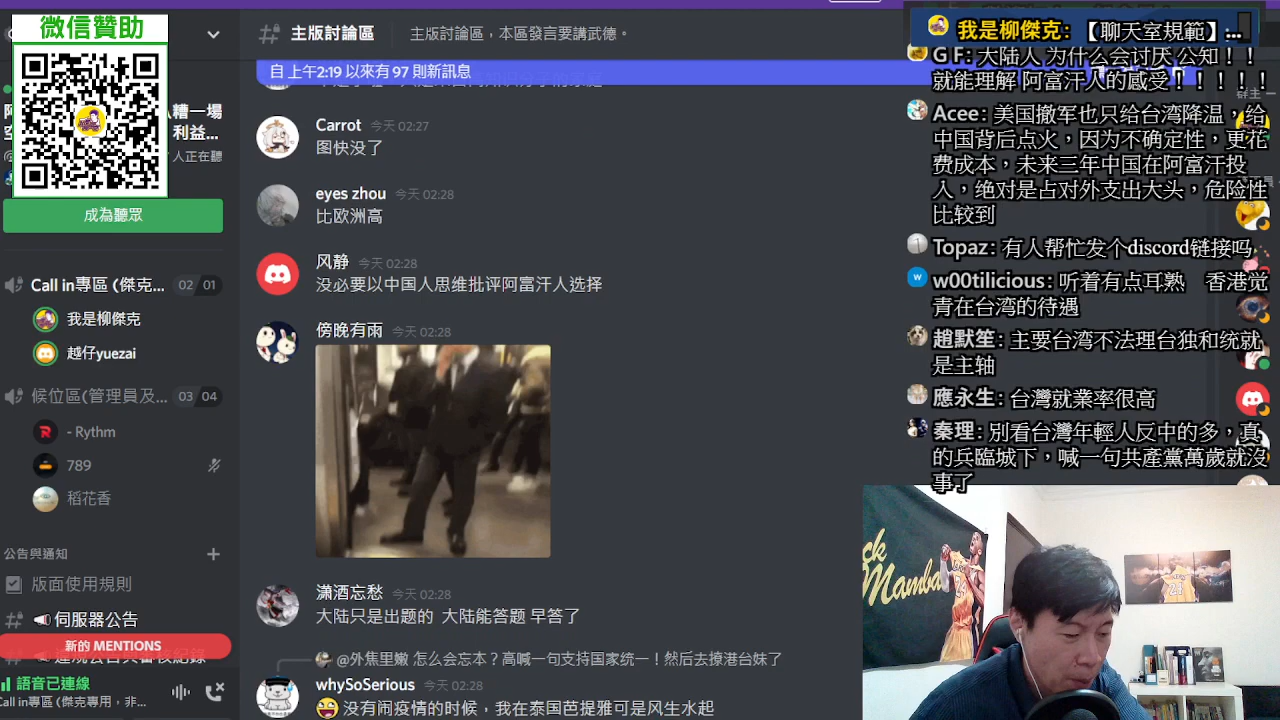 微信贊助
糟一場
利益...
人正在聽
成為聽眾
Call in專區 (傑克... 02 01
我是柳傑克
越仔yuezai
候位區(管理員及... 03 04
- Rythm
789
稻花香
公告與通知
版面使用規則
伺服器公告
新的 MENTIONS
語音已連線
Call in專區 (傑克專用，非...
主版討論區
主版討論區，本區發言要講武德。
自 上午2:19 以來有 97 則新訊息
Carrot 今天 02:27
图快没了
eyes zhou 今天 02:28
比欧洲高
风静 今天 02:28
没必要以中国人思维批评阿富汗人选择
傍晚有雨 今天 02:28
瀟酒忘愁 今天 02:28
大陆只是出题的 大陆能答题 早答了
@外焦里嫩 怎么会忘本？高喊一句支持国家统一！然后去撩港台妹了
whySoSerious 今天 02:28
没有闹疫情的时候，我在泰国芭提雅可是风生水起
我是柳傑克: 【聊天室規範】...
G F: 大陆人 为什么会讨厌 公知！！
就能理解 阿富汗人的感受！！！！！
Acee: 美国撤军也只给台湾降温，给
中国背后点火，因为不确定性，更花
费成本，未来三年中国在阿富汗投
入，绝对是占对外支出大头，危险性
比较到
Topaz: 有人帮忙发个discord链接吗
w00tilicious: 听着有点耳熟 香港觉
青在台湾的待遇
趙默笙: 主要台湾不法理台独和统就
是主轴
應永生: 台灣就業率很高
秦理: 別看台灣年輕人反中的多，真
的兵臨城下，喊一句共產黨萬歲就沒
事了
ck
Mamba